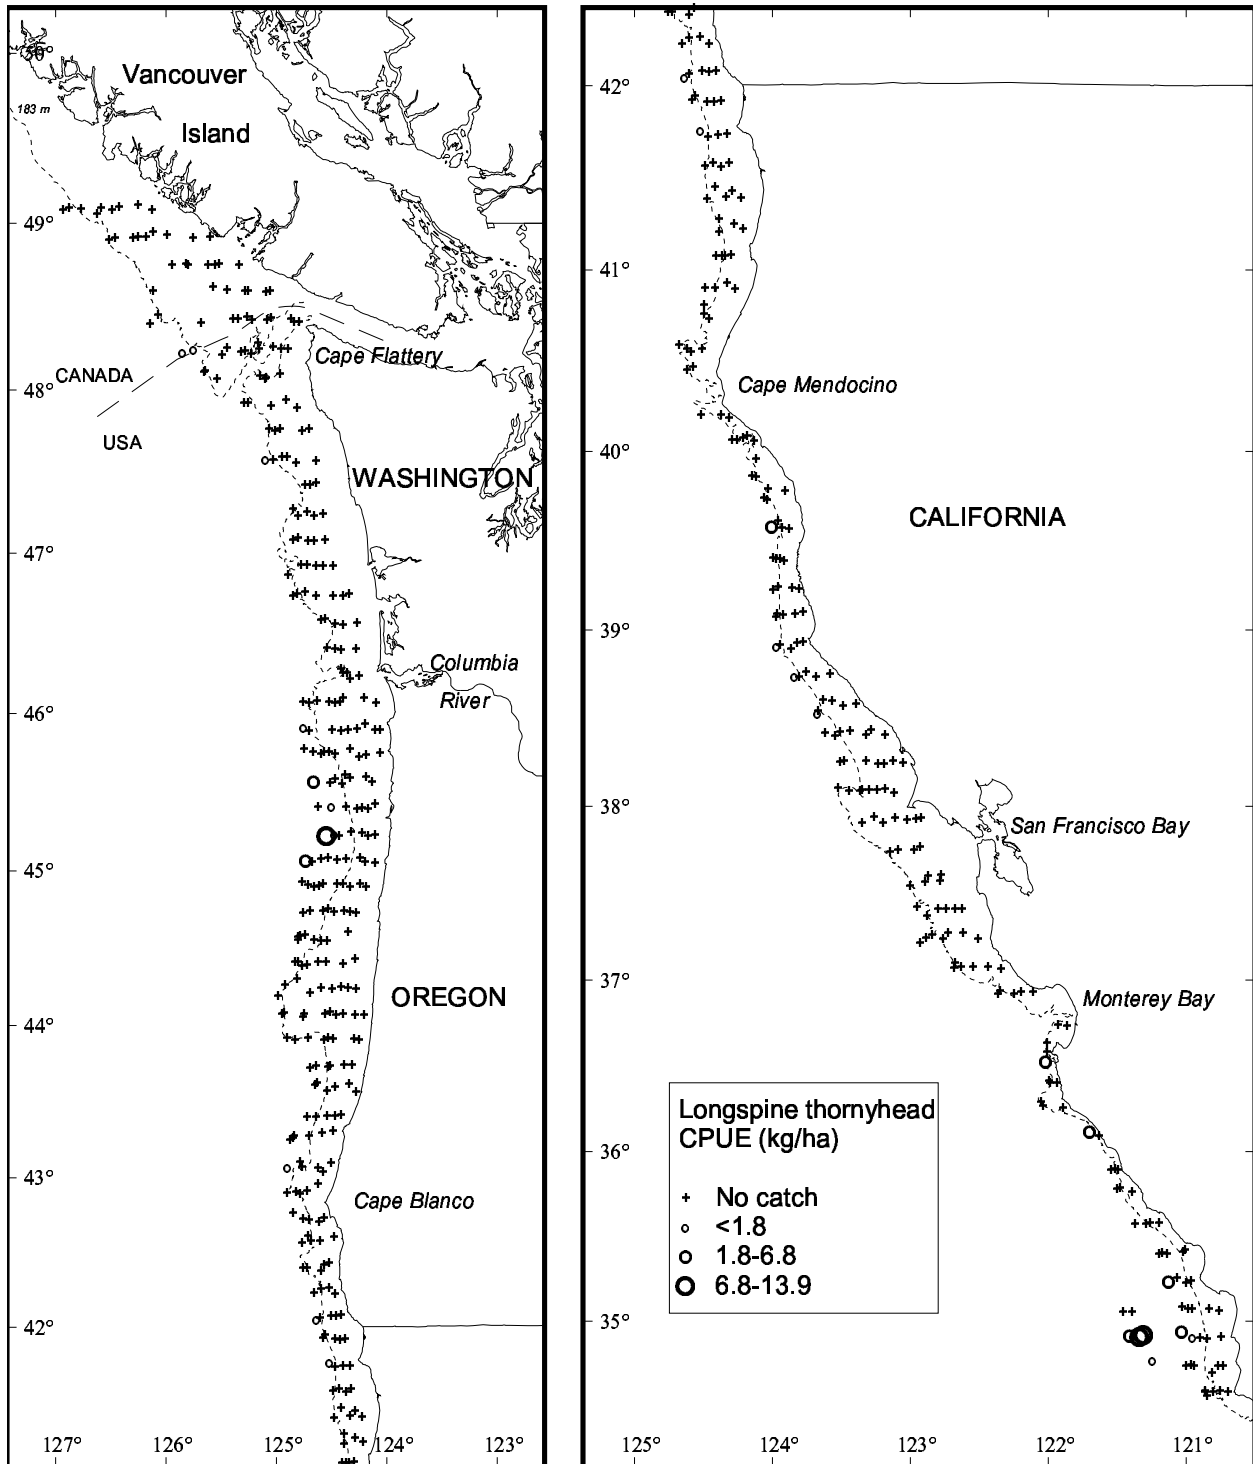 50°
Vancouver
Island
183 m
49°
Cape Flattery
CANADA
48°
USA
WASHINGTON
47°
Columbia
River
46°
45°
OREGON
44°
43°
Cape Blanco
42°
127°
126°
125°
124°
123°
42°
41°
Cape Mendocino
40°
CALIFORNIA
39°
38°
San Francisco Bay
37°
Monterey Bay
36°
35°
Longspine thornyhead
CPUE (kg/ha)
No catch
<1.8
1.8-6.8
6.8-13.9
125°
124°
123°
122°
121°